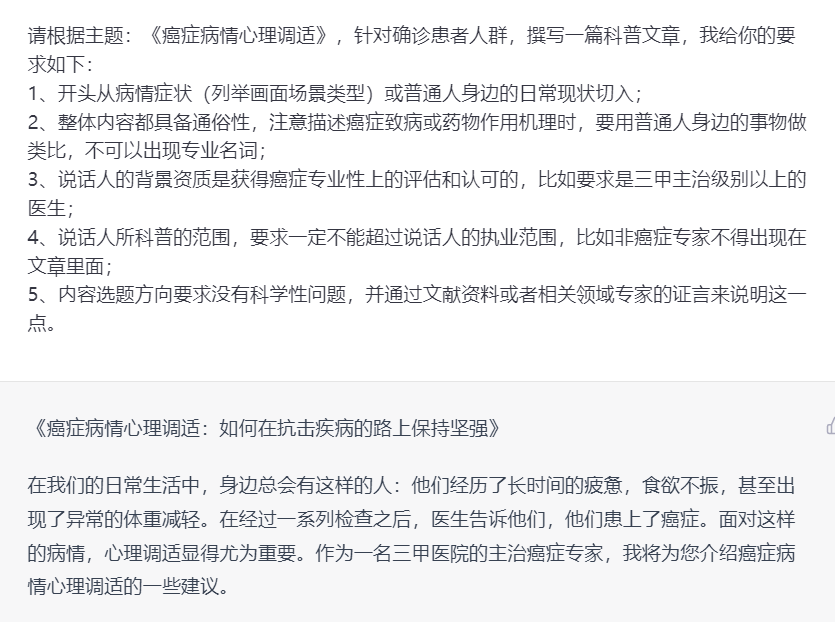 请根据主题：《癌症病情心理调适》，针对确诊患者人群，撰写一篇科普文章，我给你的要
求如下：
1、开头从病情症状（列举画面场景类型）或普通人身边的日常现状切入；
2、整体内容都具备通俗性，注意描述癌症致病或药物作用机理时，要用普通人身边的事物做
类比，不可以出现专业名词；
3、说话人的背景资质是获得癌症专业性上的评估和认可的，比如要求是三甲主治级别以上的
医生；
4、说话人所科普的范围，要求一定不能超过说话人的执业范围，比如非癌症专家不得出现在
文章里面；
5、内容选题方向要求没有科学性问题，并通过文献资料或者相关领域专家的证言来说明这一
点。
《癌症病情心理调适：如何在抗击疾病的路上保持坚强》
在我们的日常生活中，身边总会有这样的人：他们经历了长时间的疲惫，食欲不振，甚至出
现了异常的体重减轻。在经过一系列检查之后，医生告诉他们，他们患上了癌症。面对这样
的病情，心理调适显得尤为重要。作为一名三甲医院的主治癌症专家，我将为您介绍癌症病
情心理调适的一些建议。